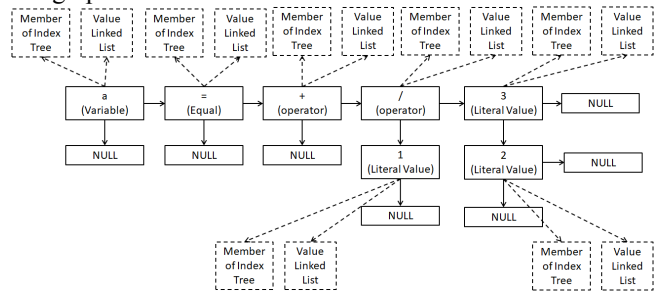 Member of Index Tree
Value Linked List
Member of Index Tree
Value Linked List
Member of Index Tree
Value Linked List
Member of Index Tree
Value Linked List
Member of Index Tree
Value Linked List
a
(Variable)
=
(Equal)
+
(operator)
/
(operator)
3
(Literal Value)
NULL
NULL
NULL
NULL
1
(Literal Value)
2
(Literal Value)
NULL
NULL
NULL
Member of Index Tree
Value Linked List
Member of Index Tree
Value Linked List